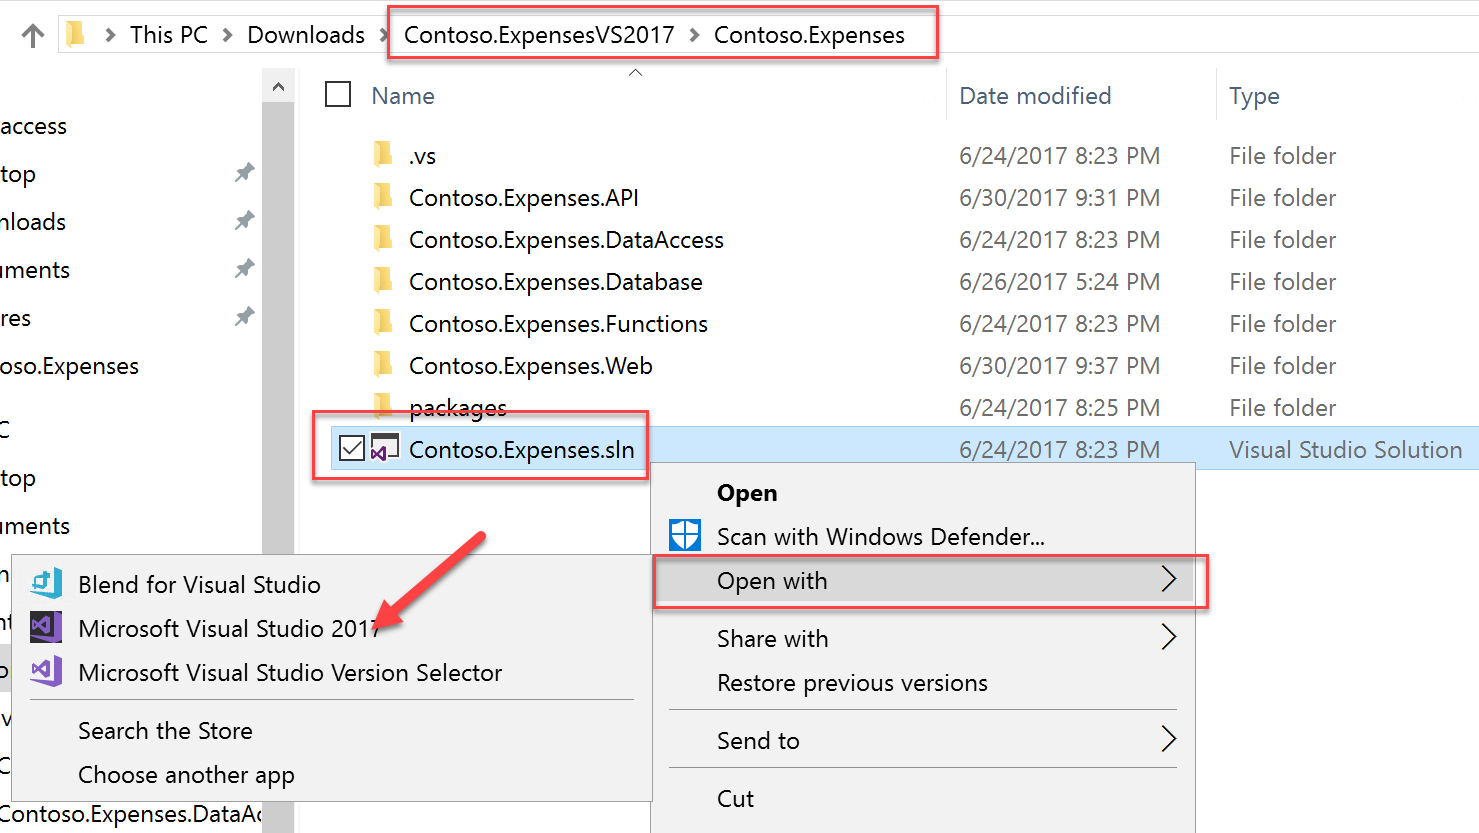 This PC > Downloads > Contoso.ExpensesVS2017 > Contoso.Expenses
Name Date modified Type
.vs 6/24/2017 8:23 PM File folder
Contoso.Expenses.API 6/30/2017 9:31 PM File folder
Contoso.Expenses.DataAccess 6/24/2017 8:23 PM File folder
Contoso.Expenses.Database 6/26/2017 5:24 PM File folder
Contoso.Expenses.Functions 6/24/2017 8:23 PM File folder
Contoso.Expenses.Web 6/30/2017 9:37 PM File folder
packages 6/24/2017 8:25 PM File folder
Contoso.Expenses.sln 6/24/2017 8:23 PM Visual Studio Solution
access
top
nloads
uments
res
oso.Expenses
C
top
uments
Contoso.Expenses.DataAc
Open
Scan with Windows Defender...
Open with
Share with
Restore previous versions
Send to
Cut
Blend for Visual Studio
Microsoft Visual Studio 2017
Microsoft Visual Studio Version Selector
Search the Store
Choose another app